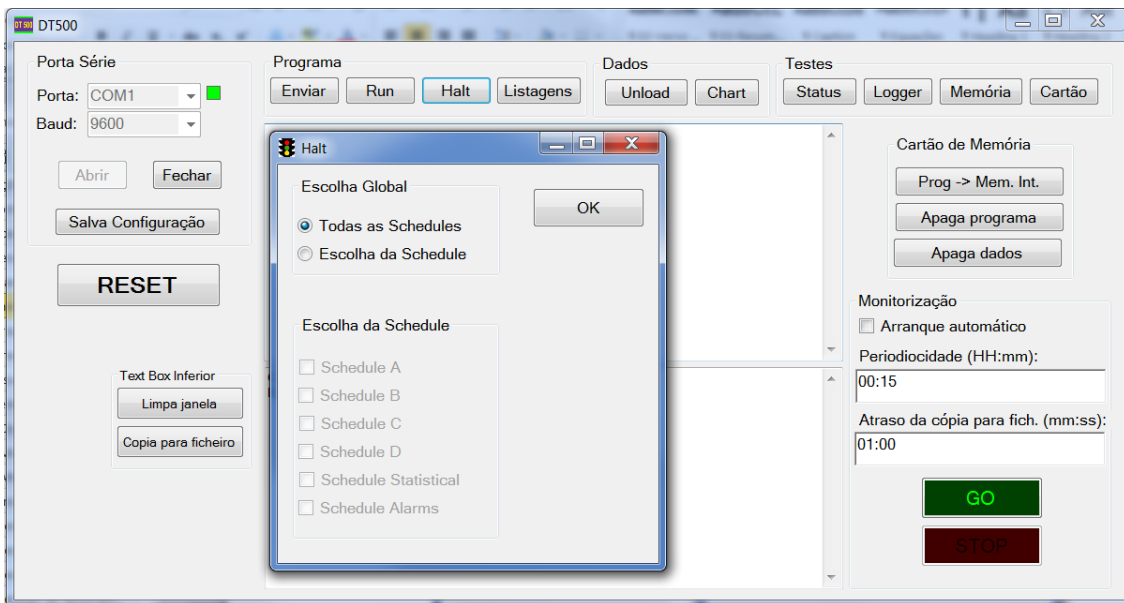 DT500
Porta Série
Porta: COM1
Baud: 9600
Abrir Fechar
Salva Configuração
RESET
Text Box Inferior
Limpa janela
Copia para ficheiro
Programa
Enviar Run Halt Listagens
Dados
Unload Chart
Testes
Status Logger Memória Cartão
Halt
Escolha Global
Todas as Schedules
Escolha da Schedule
OK
Escolha da Schedule
Schedule A
Schedule B
Schedule C
Schedule D
Schedule Statistical
Schedule Alarms
Cartão de Memória
Prog -> Mem. Int.
Apaga programa
Apaga dados
Monitorização
Arranque automático
Periodiocidade (HH:mm):
00:15
Atraso da cópia para fich. (mm:ss):
01:00
GO
STOP